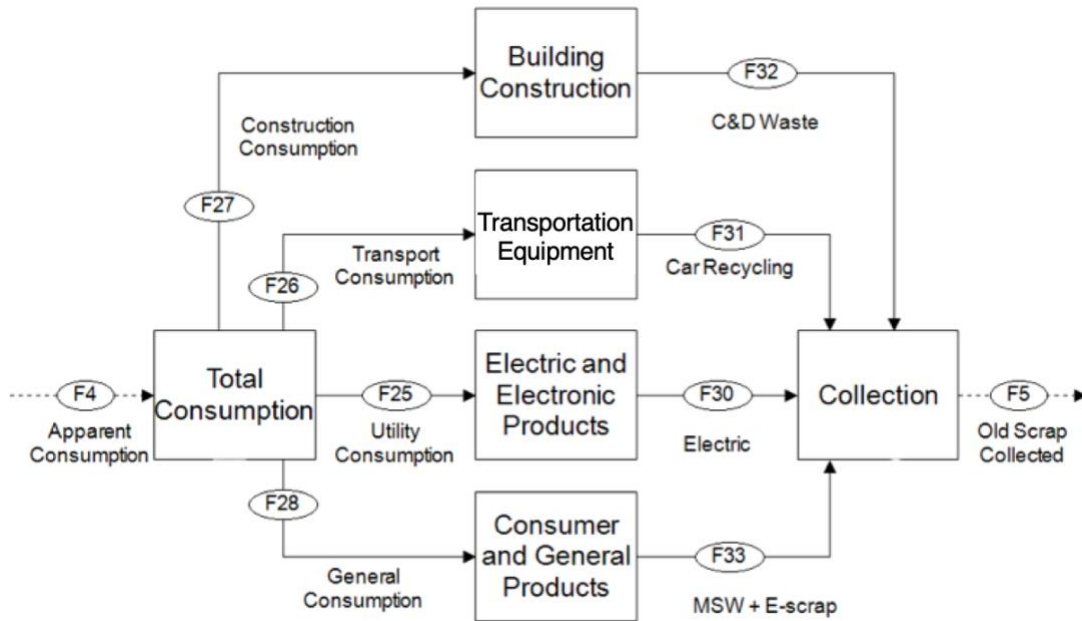 Building
Construction
F32
C&D Waste
Construction
Consumption
F27
Transportation
Equipment
F31
Car Recycling
Transport
Consumption
F26
F4
Apparent
Consumption
Total
Consumption
F25
Utility
Consumption
Electric and
Electronic
Products
F30
Electric
Collection
F5
Old Scrap
Collected
F28
General
Consumption
Consumer
and General
Products
F33
MSW + E-scrap